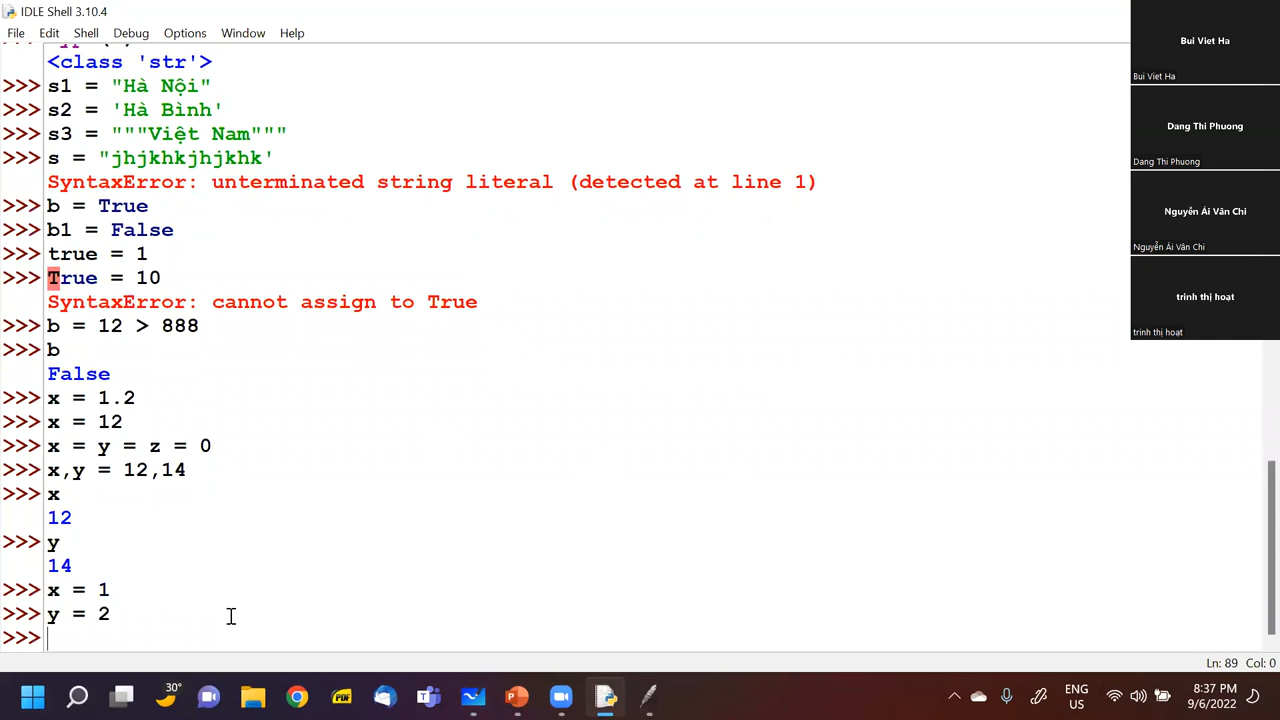 IDLE Shell 3.10.4
File Edit Shell Debug Options Window Help
<class 'str'>
>>> s1 = "Hà Nội"
>>> s2 = 'Hà Bình'
>>> s3 = """Việt Nam"""
>>> s = "jhjkhkjhjkhk'
SyntaxError: unterminated string literal (detected at line 1)
>>> b = True
>>> b1 = False
>>> true = 1
>>> True = 10
SyntaxError: cannot assign to True
>>> b = 12 > 888
>>> b
False
>>> x = 1.2
>>> x = 12
>>> x = y = z = 0
>>> x,y = 12,14
>>> x
12
>>> y
14
>>> x = 1
>>> y = 2
>>>
Bui Viet Ha
Bui Viet Ha
Dang Thi Phuong
Dang Thi Phuong
Nguyễn Ái Vân Chi
Nguyễn Ái Vân Chi
trinh thị hoạt
trinh thị hoạt
Ln: 89 Col: 0
30°
PDF
ENG
US
8:37 PM
9/6/2022